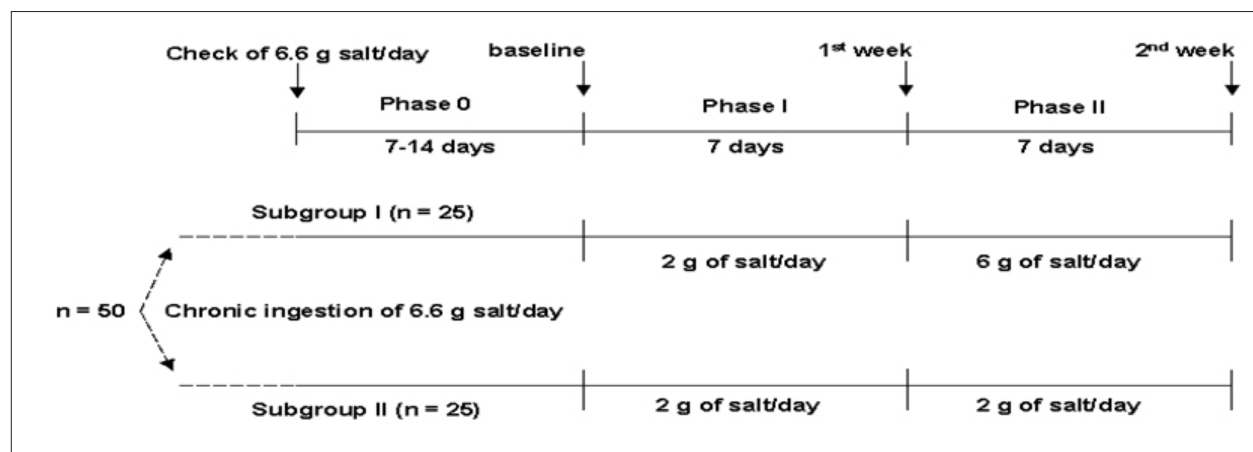 Check of 6.6 g salt/day
baseline
1st week
2nd week
Phase 0
Phase I
Phase II
7-14 days
7 days
7 days
Subgroup I (n = 25)
2 g of salt/day
6 g of salt/day
n = 50
Chronic ingestion of 6.6 g salt/day
Subgroup II (n = 25)
2 g of salt/day
2 g of salt/day